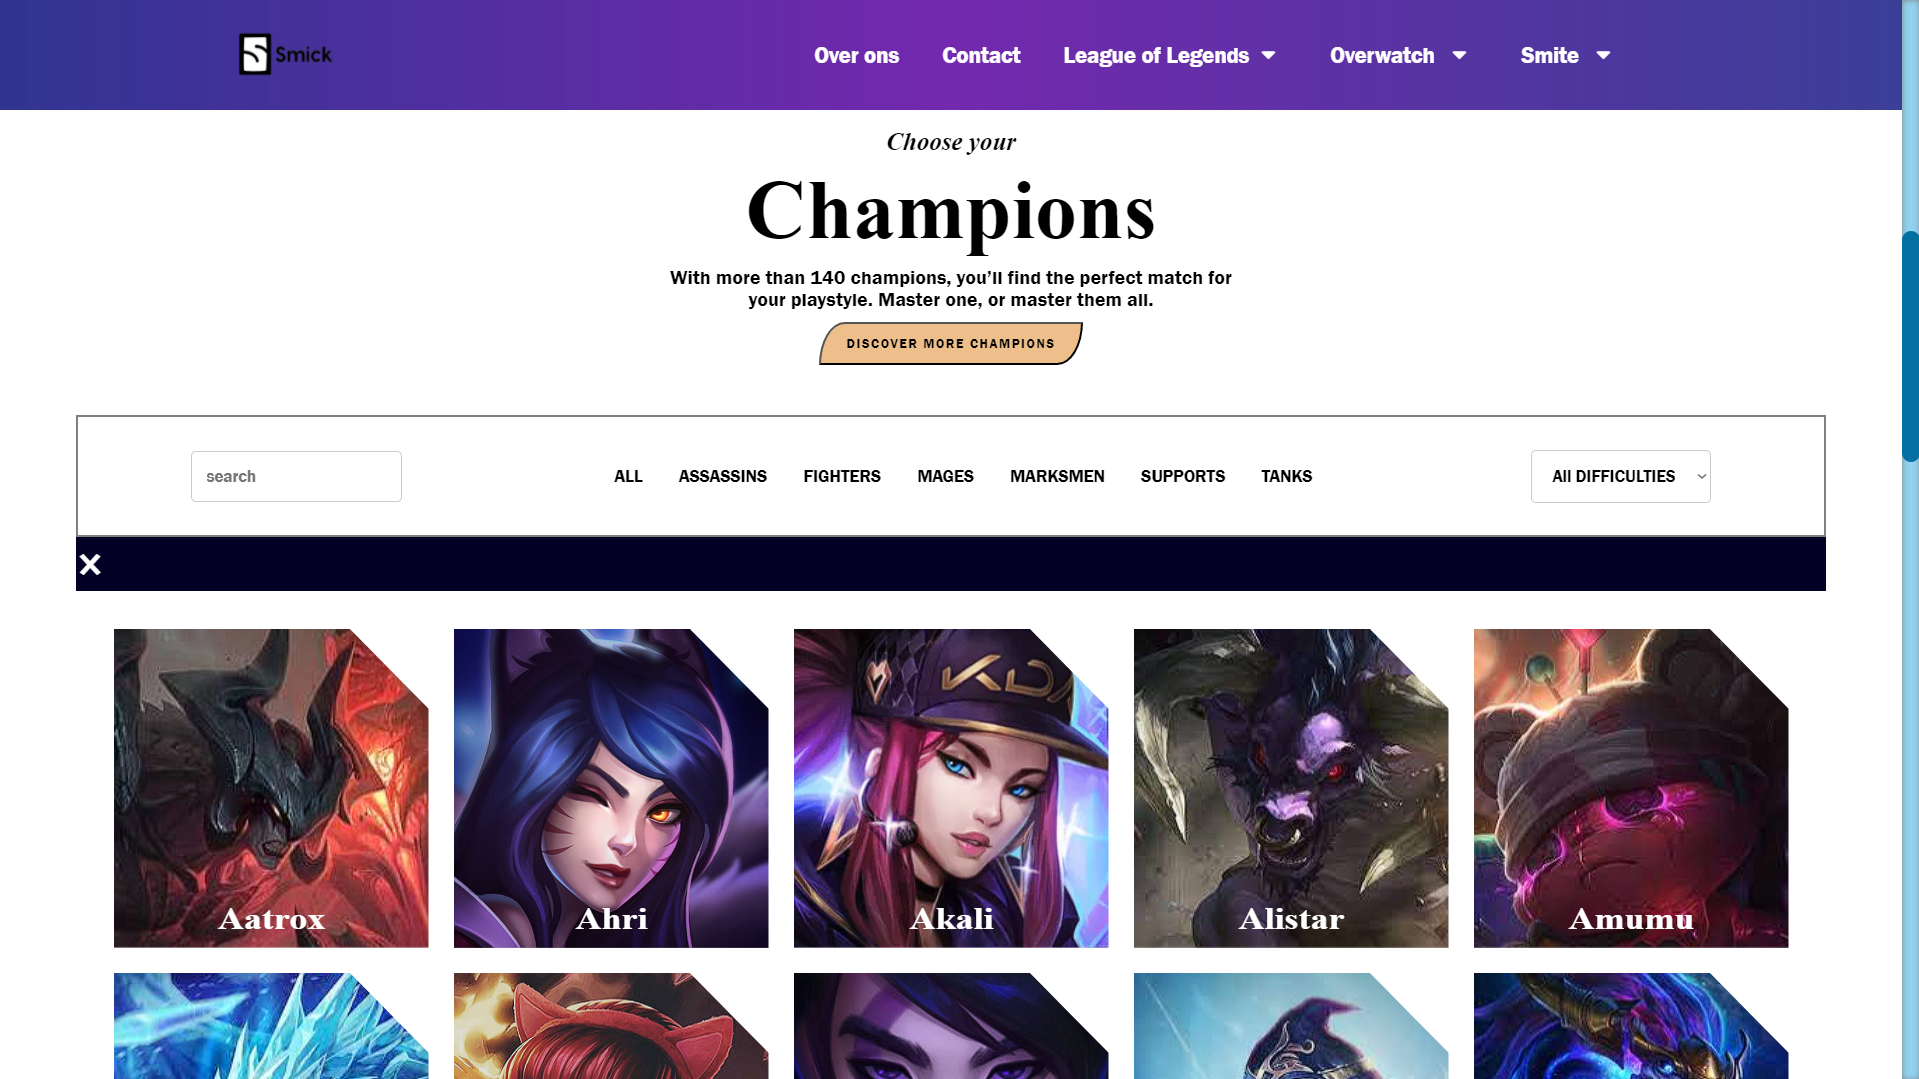 Smick
Over ons
Contact
League of Legends
Overwatch
Smite
Choose your
Champions
With more than 140 champions, you’ll find the perfect match for
your playstyle. Master one, or master them all.
DISCOVER MORE CHAMPIONS
search
ALL
ASSASSINS
FIGHTERS
MAGES
MARKSMEN
SUPPORTS
TANKS
All DIFFICULTIES
KDA
Aatrox
Ahri
Akali
Alistar
Amumu